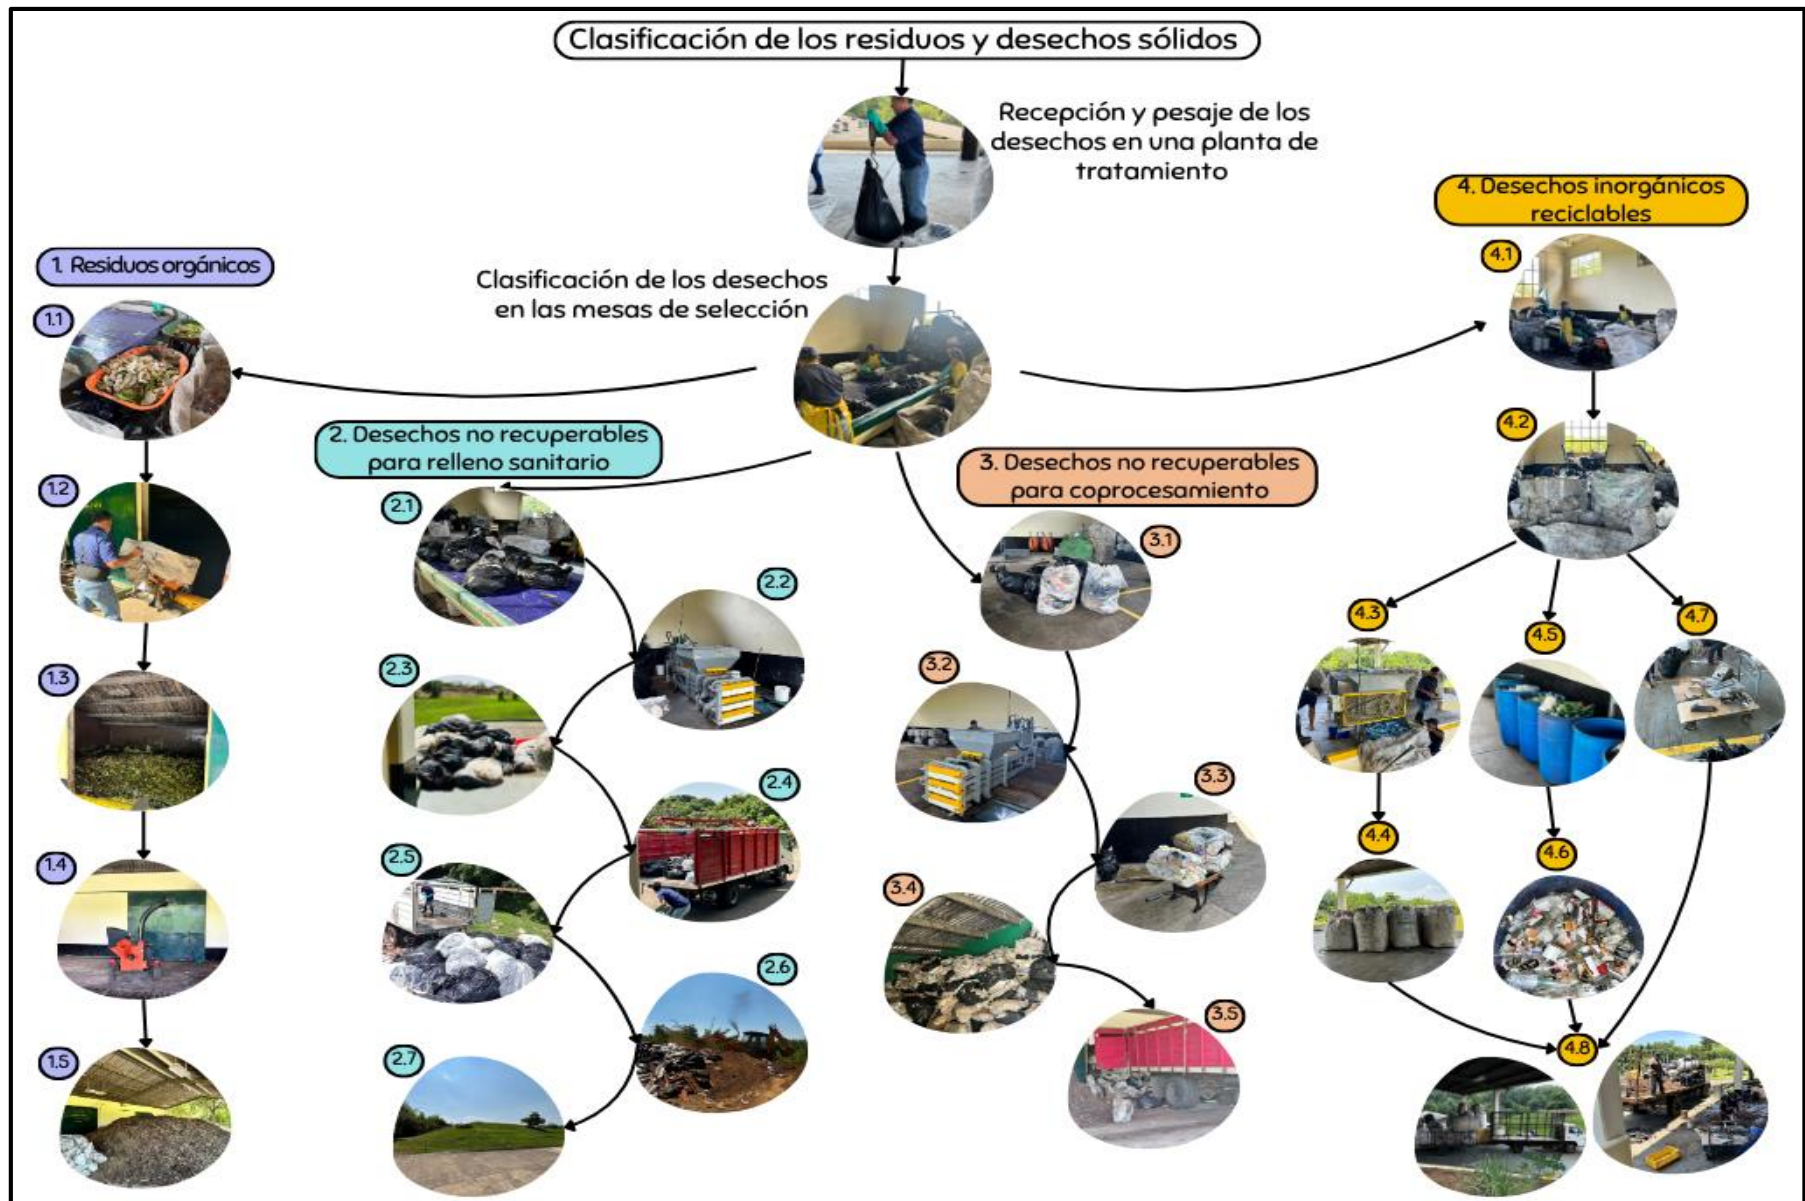 Clasificación de los residuos y desechos sólidos
Recepción y pesaje de los
desechos en una planta de
tratamiento
Clasificación de los desechos
en las mesas de selección
1. Residuos orgánicos
1.1
1.2
1.3
1.4
1.5
2. Desechos no recuperables
para relleno sanitario
2.1
2.2
2.3
2.4
2.5
2.6
2.7
3. Desechos no recuperables
para coprocesamiento
3.1
3.2
3.3
3.4
3.5
4. Desechos inorgánicos
reciclables
4.1
4.2
4.3
4.5
4.7
4.4
4.6
4.8